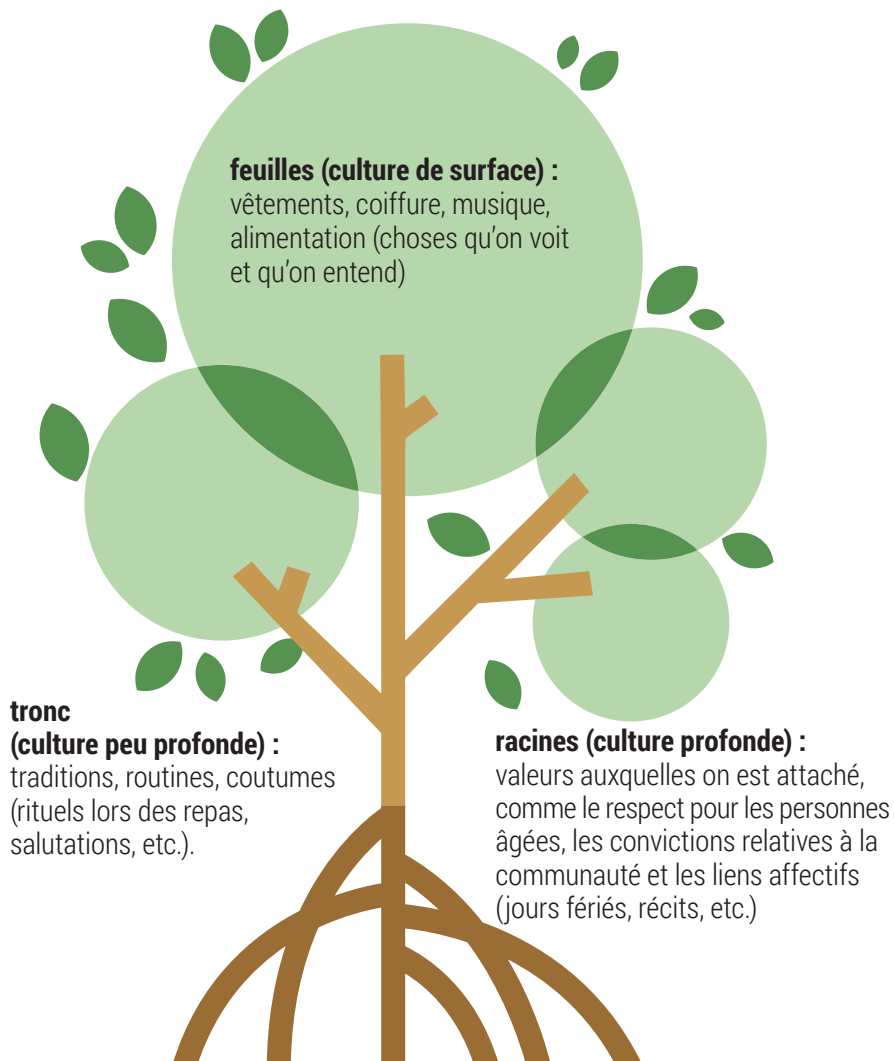 feuilles (culture de surface) :
vêtements, coiffure, musique,
alimentation (choses qu'on voit
et qu'on entend)
tronc
(culture peu profonde) :
traditions, routines, coutumes
(rituels lors des repas,
salutations, etc.).
racines (culture profonde) :
valeurs auxquelles on est attaché,
comme le respect pour les personnes
âgées, les convictions relatives à la
communauté et les liens affectifs
(jours fériés, récits, etc.)